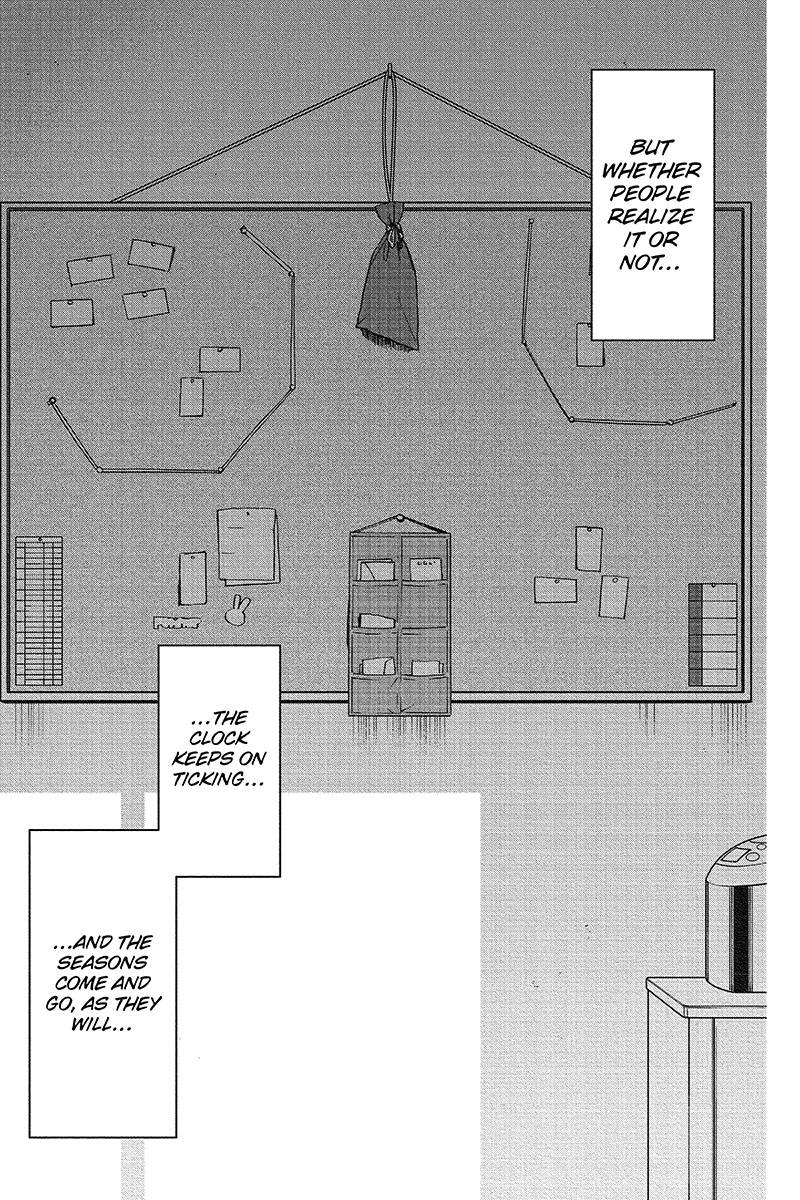 BUT
WHETHER
PEOPLE
REALIZE
IT OR
NOT...
...THE
CLOCK
KEEPS ON
TICKING...
...AND THE
SEASONS
COME AND
GO, AS THEY
WILL...